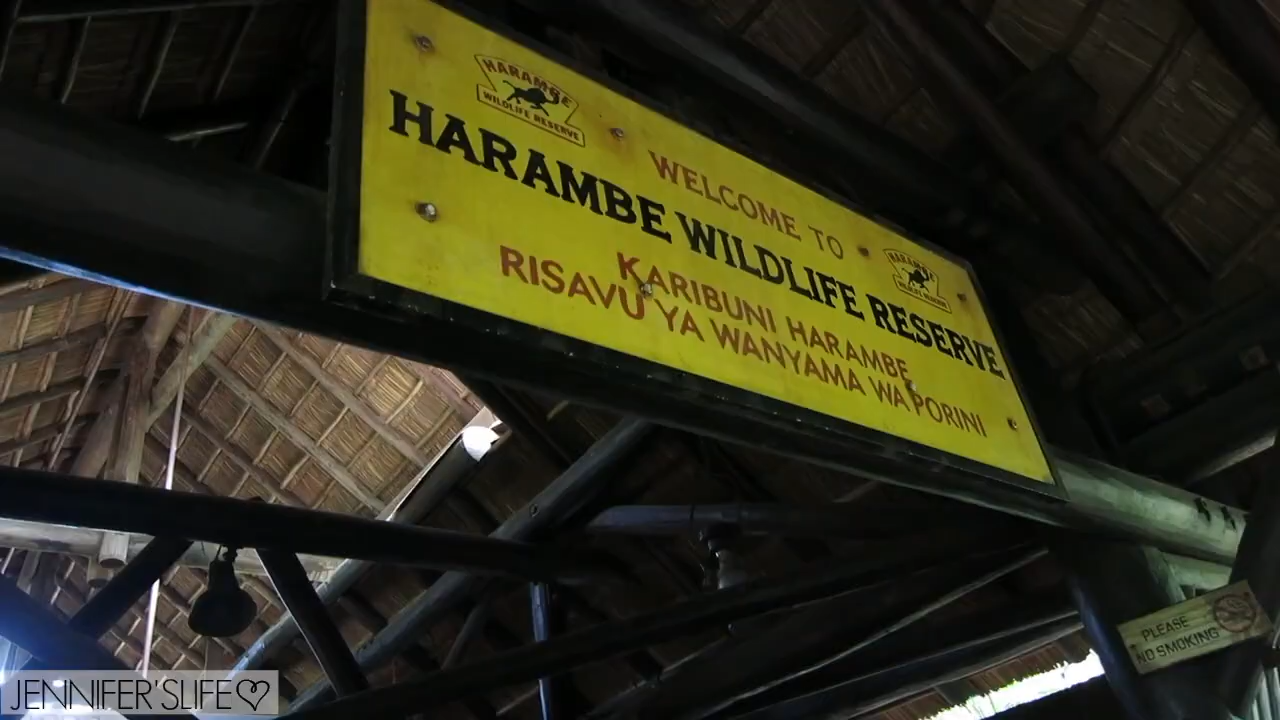 HARAMBE
WILDLIFE RESERVE
WELCOME TO
HARAMBE WILDLIFE RESERVE
HARAMBE
WILDLIFE RESERVE
KARIBUNI HARAMBE
RISAVU YA WANYAMA WA PORINI
PLEASE
NO SMOKING
JENNIFER'SLIFE♡